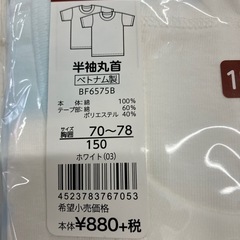 半袖丸首
ベトナム製
BF6575B
本体:綿 100%
テープ部:綿 60%
ポリエステル 40%
サイズ 胸囲 70~78
150
ホワイト(03)
4523783767053
希望小売価格
本体¥880+税
1